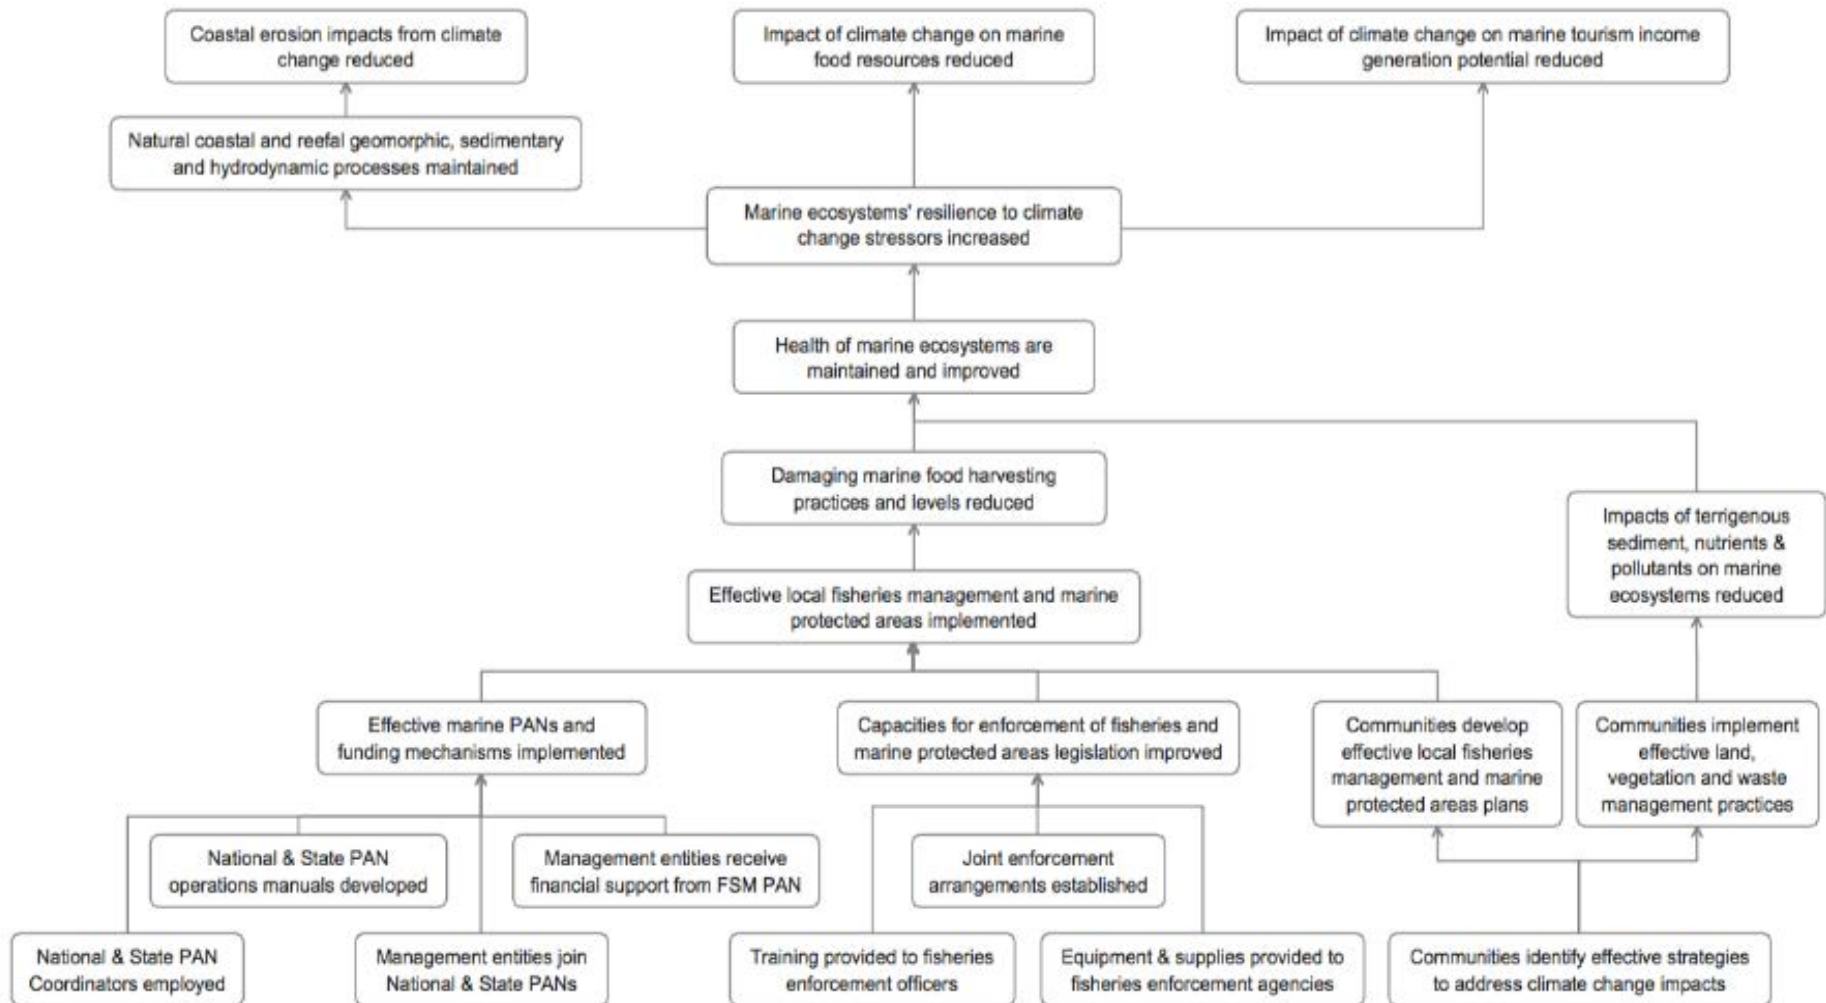 Coastal erosion impacts from climate
change reduced
Impact of climate change on marine
food resources reduced
Impact of climate change on marine tourism income
generation potential reduced
Natural coastal and reefal geomorphic, sedimentary
and hydrodynamic processes maintained
Marine ecosystems' resilience to climate
change stressors increased
Health of marine ecosystems are
maintained and improved
Damaging marine food harvesting
practices and levels reduced
Impacts of terrigenous
sediment, nutrients &
pollutants on marine
ecosystems reduced
Effective local fisheries management and marine
protected areas implemented
Effective marine PANs and
funding mechanisms implemented
Capacities for enforcement of fisheries and
marine protected areas legislation improved
Communities develop
effective local fisheries
management and marine
protected areas plans
Communities implement
effective land,
vegetation and waste
management practices
National & State PAN
operations manuals developed
Management entities receive
financial support from FSM PAN
Joint enforcement
arrangements established
National & State PAN
Coordinators employed
Management entities join
National & State PANs
Training provided to fisheries
enforcement officers
Equipment & supplies provided to
fisheries enforcement agencies
Communities identify effective strategies
to address climate change impacts